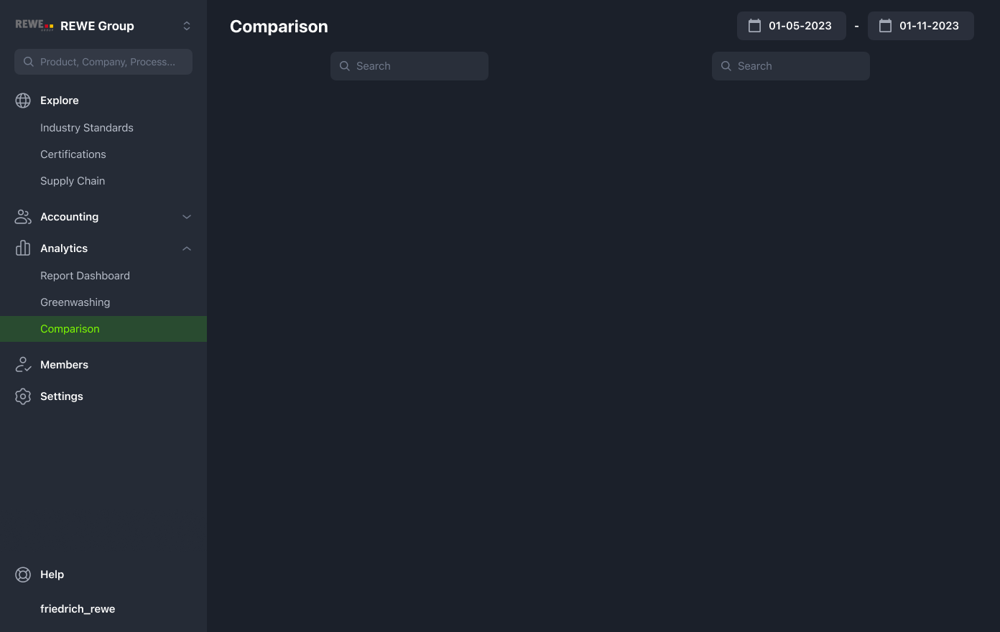 REWE
REWE Group
Comparison
01-05-2023 - 01-11-2023
Product, Company, Process...
Search
Search
Explore
Industry Standards
Certifications
Supply Chain
Accounting
Analytics
Report Dashboard
Greenwashing
Comparison
Members
Settings
Help
friedrich_rewe